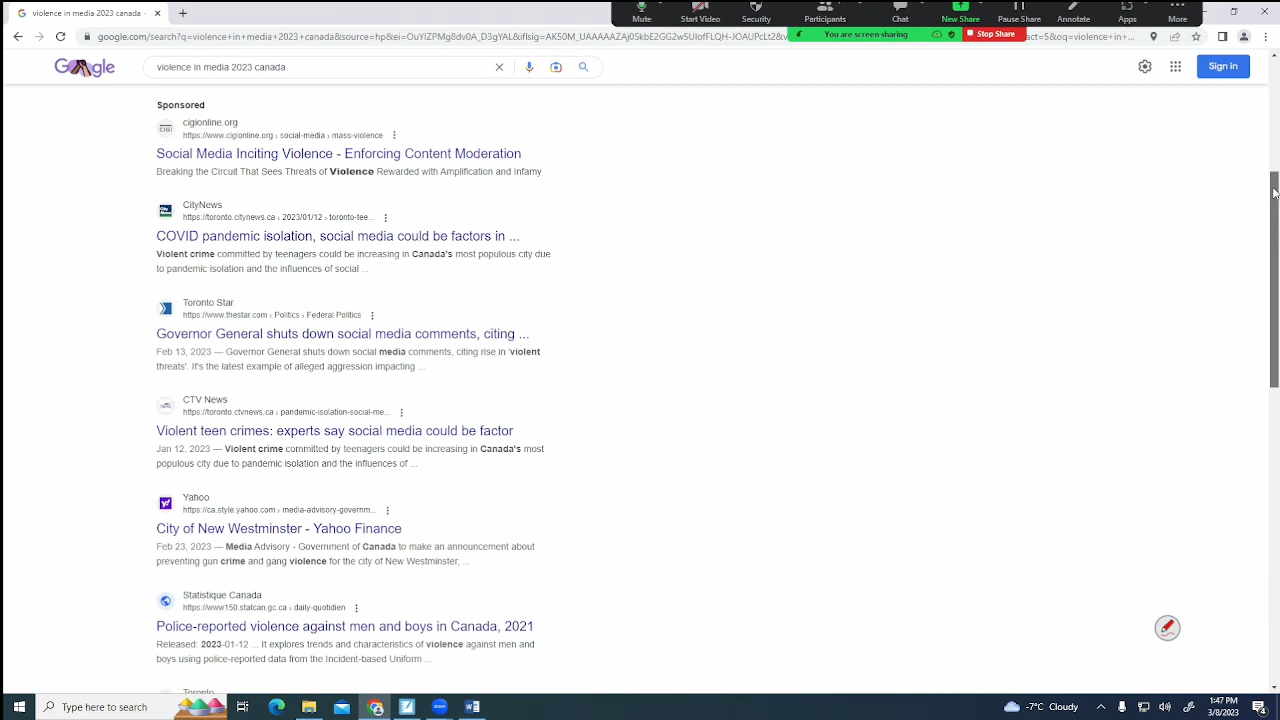 violence in media 2023 canada -
Mute
Start Video
Security
Participants
Chat
New Share
Pause Share
Annotate
Apps
More
You are screen sharing
Stop Share
Google
violence in media 2023 canada
Sign in
Sponsored
cigionline.org
https://www.cigionline.org › social-media › mass-violence
Social Media Inciting Violence - Enforcing Content Moderation
Breaking the Circuit That Sees Threats of Violence Rewarded with Amplification and Infamy
CityNews
https://toronto.citynews.ca › 2023/01/12 › toronto-tee...
COVID pandemic isolation, social media could be factors in ...
Violent crime committed by teenagers could be increasing in Canada's most populous city due
to pandemic isolation and the influences of social ...
Toronto Star
https://www.thestar.com › Politics › Federal Politics
Governor General shuts down social media comments, citing ...
Feb 13, 2023 — Governor General shuts down social media comments, citing rise in 'violent
threats'. It's the latest example of alleged aggression impacting ...
CTV News
https://toronto.ctvnews.ca › pandemic-isolation-social-me...
Violent teen crimes: experts say social media could be factor
Jan 12, 2023 — Violent crime committed by teenagers could be increasing in Canada's most
populous city due to pandemic isolation and the influences of ...
Yahoo
https://ca.style.yahoo.com › media-advisory-governm...
City of New Westminster - Yahoo Finance
Feb 23, 2023 — Media Advisory - Government of Canada to make an announcement about
preventing gun crime and gang violence for the city of New Westminster, ...
Statistique Canada
https://www150.statcan.gc.ca › daily-quotidien
Police-reported violence against men and boys in Canada, 2021
Released: 2023-01-12 ... It explores trends and characteristics of violence against men and
boys using police-reported data from the Incident-based Uniform ...
Type here to search
-7°C Cloudy
1:47 PM
3/8/2023